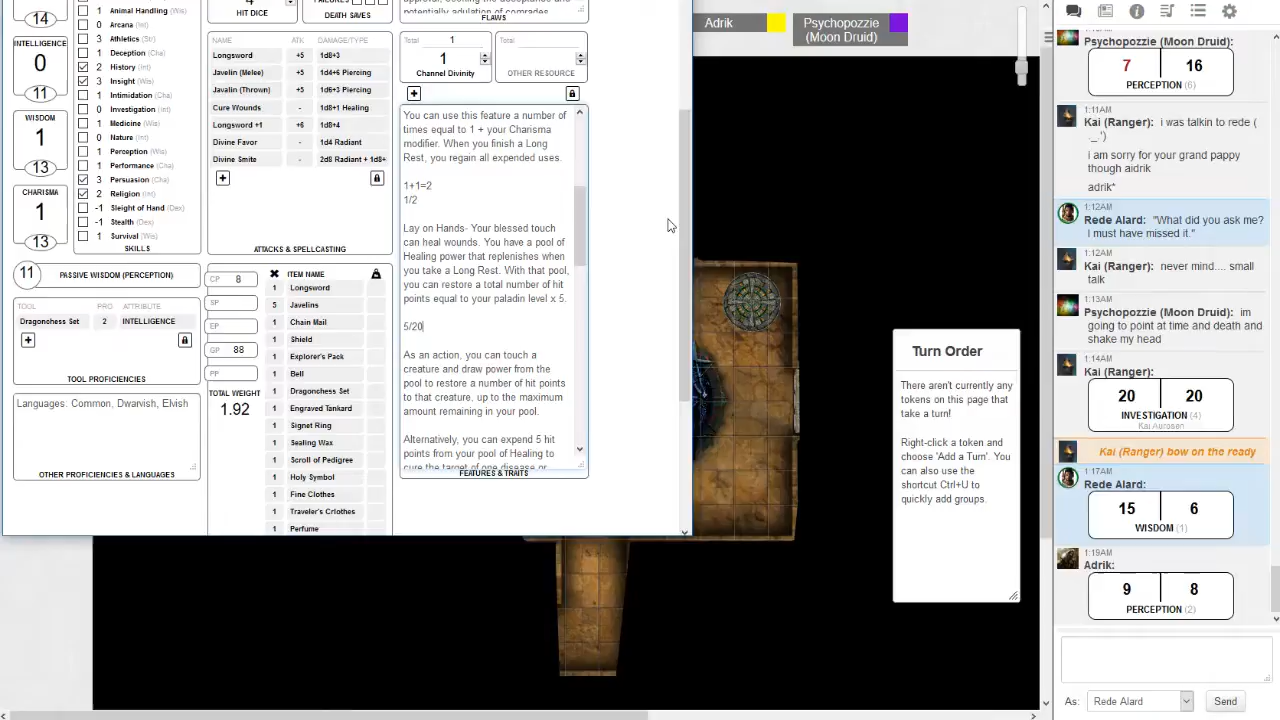 14
INTELLIGENCE
0
11
WISDOM
1
13
CHARISMA
1
13
1 Animal Handling (Wis)
0 Arcana (Int)
3 Athletics (Str)
1 Deception (Cha)
2 History (Int)
3 Insight (Wis)
1 Intimidation (Cha)
0 Investigation (Int)
1 Medicine (Wis)
0 Nature (Int)
1 Perception (Wis)
1 Performance (Cha)
3 Persuasion (Cha)
2 Religion (Int)
-1 Sleight of Hand (Dex)
-1 Stealth (Dex)
1 Survival (Wis)
SKILLS
11
PASSIVE WISDOM (PERCEPTION)
TOOL PRO ATTRIBUTE
Dragonchess Set 2 INTELLIGENCE
TOOL PROFICIENCIES
Languages: Common, Dwarvish, Elvish
OTHER PROFICIENCIES & LANGUAGES
HIT DICE
DEATH SAVES
NAME ATK DAMAGE/TYPE
Longsword +5 1d8+3
Javelin (Melee) +5 1d4+6 Piercing
Javelin (Thrown) +5 1d6+3 Piercing
Cure Wounds - 1d8+1 Healing
Longsword +1 +6 1d8+4
Divine Favor - 1d4 Radiant
Divine Smite - 2d8 Radiant + 1d8+
ATTACKS & SPELLCASTING
CP 8
SP
EP
GP 88
PP
TOTAL WEIGHT
1.92
ITEM NAME
1 Longsword
5 Javelins
1 Chain Mail
1 Shield
1 Explorer's Pack
1 Bell
1 Dragonchess Set
1 Engraved Tankard
1 Signet Ring
1 Sealing Wax
1 Scroll of Pedigree
1 Holy Symbol
1 Fine Clothes
1 Traveler's Crlothes
1 Perfume
potentially adulation of comrades.
FLAWS
Total 1
1
Channel Divinity
Total
OTHER RESOURCE
You can use this feature a number of
times equal to 1 + your Charisma
modifier. When you finish a Long
Rest, you regain all expended uses.
1+1=2
1/2
Lay on Hands- Your blessed touch
can heal wounds. You have a pool of
Healing power that replenishes when
you take a Long Rest. With that pool,
you can restore a total number of hit
points equal to your paladin level x 5.
5/20
As an action, you can touch a
creature and draw power from the
pool to restore a number of hit points
to that creature, up to the maximum
amount remaining in your pool.
Alternatively, you can expend 5 hit
points from your pool of Healing to
cure the target of one disease or
FEATURES & TRAITS
Adrik
Psychopozzie
(Moon Druid)
Turn Order
There aren't currently any
tokens on this page that
take a turn!
Right-click a token and
choose 'Add a Turn'. You
can also use the
shortcut Ctrl+U to
quickly add groups.
Psychopozzie (Moon Druid):
7 16
PERCEPTION (6)
1:11AM
Kai (Ranger): i was talkin to rede (
._.')
i am sorry for your grand pappy
though aidrik
adrik*
1:12AM
Rede Alard: "What did you ask me?
I must have missed it."
1:12AM
Kai (Ranger): never mind.... small
talk
1:13AM
Psychopozzie (Moon Druid): im
going to point at time and death and
shake my head
1:14AM
Kai (Ranger):
20 20
INVESTIGATION (4)
Kai Aurosen
Kai (Ranger) bow on the ready
1:17AM
Rede Alard:
15 6
WISDOM (1)
1:19AM
Adrik:
9 8
PERCEPTION (2)
As: Rede Alard Send